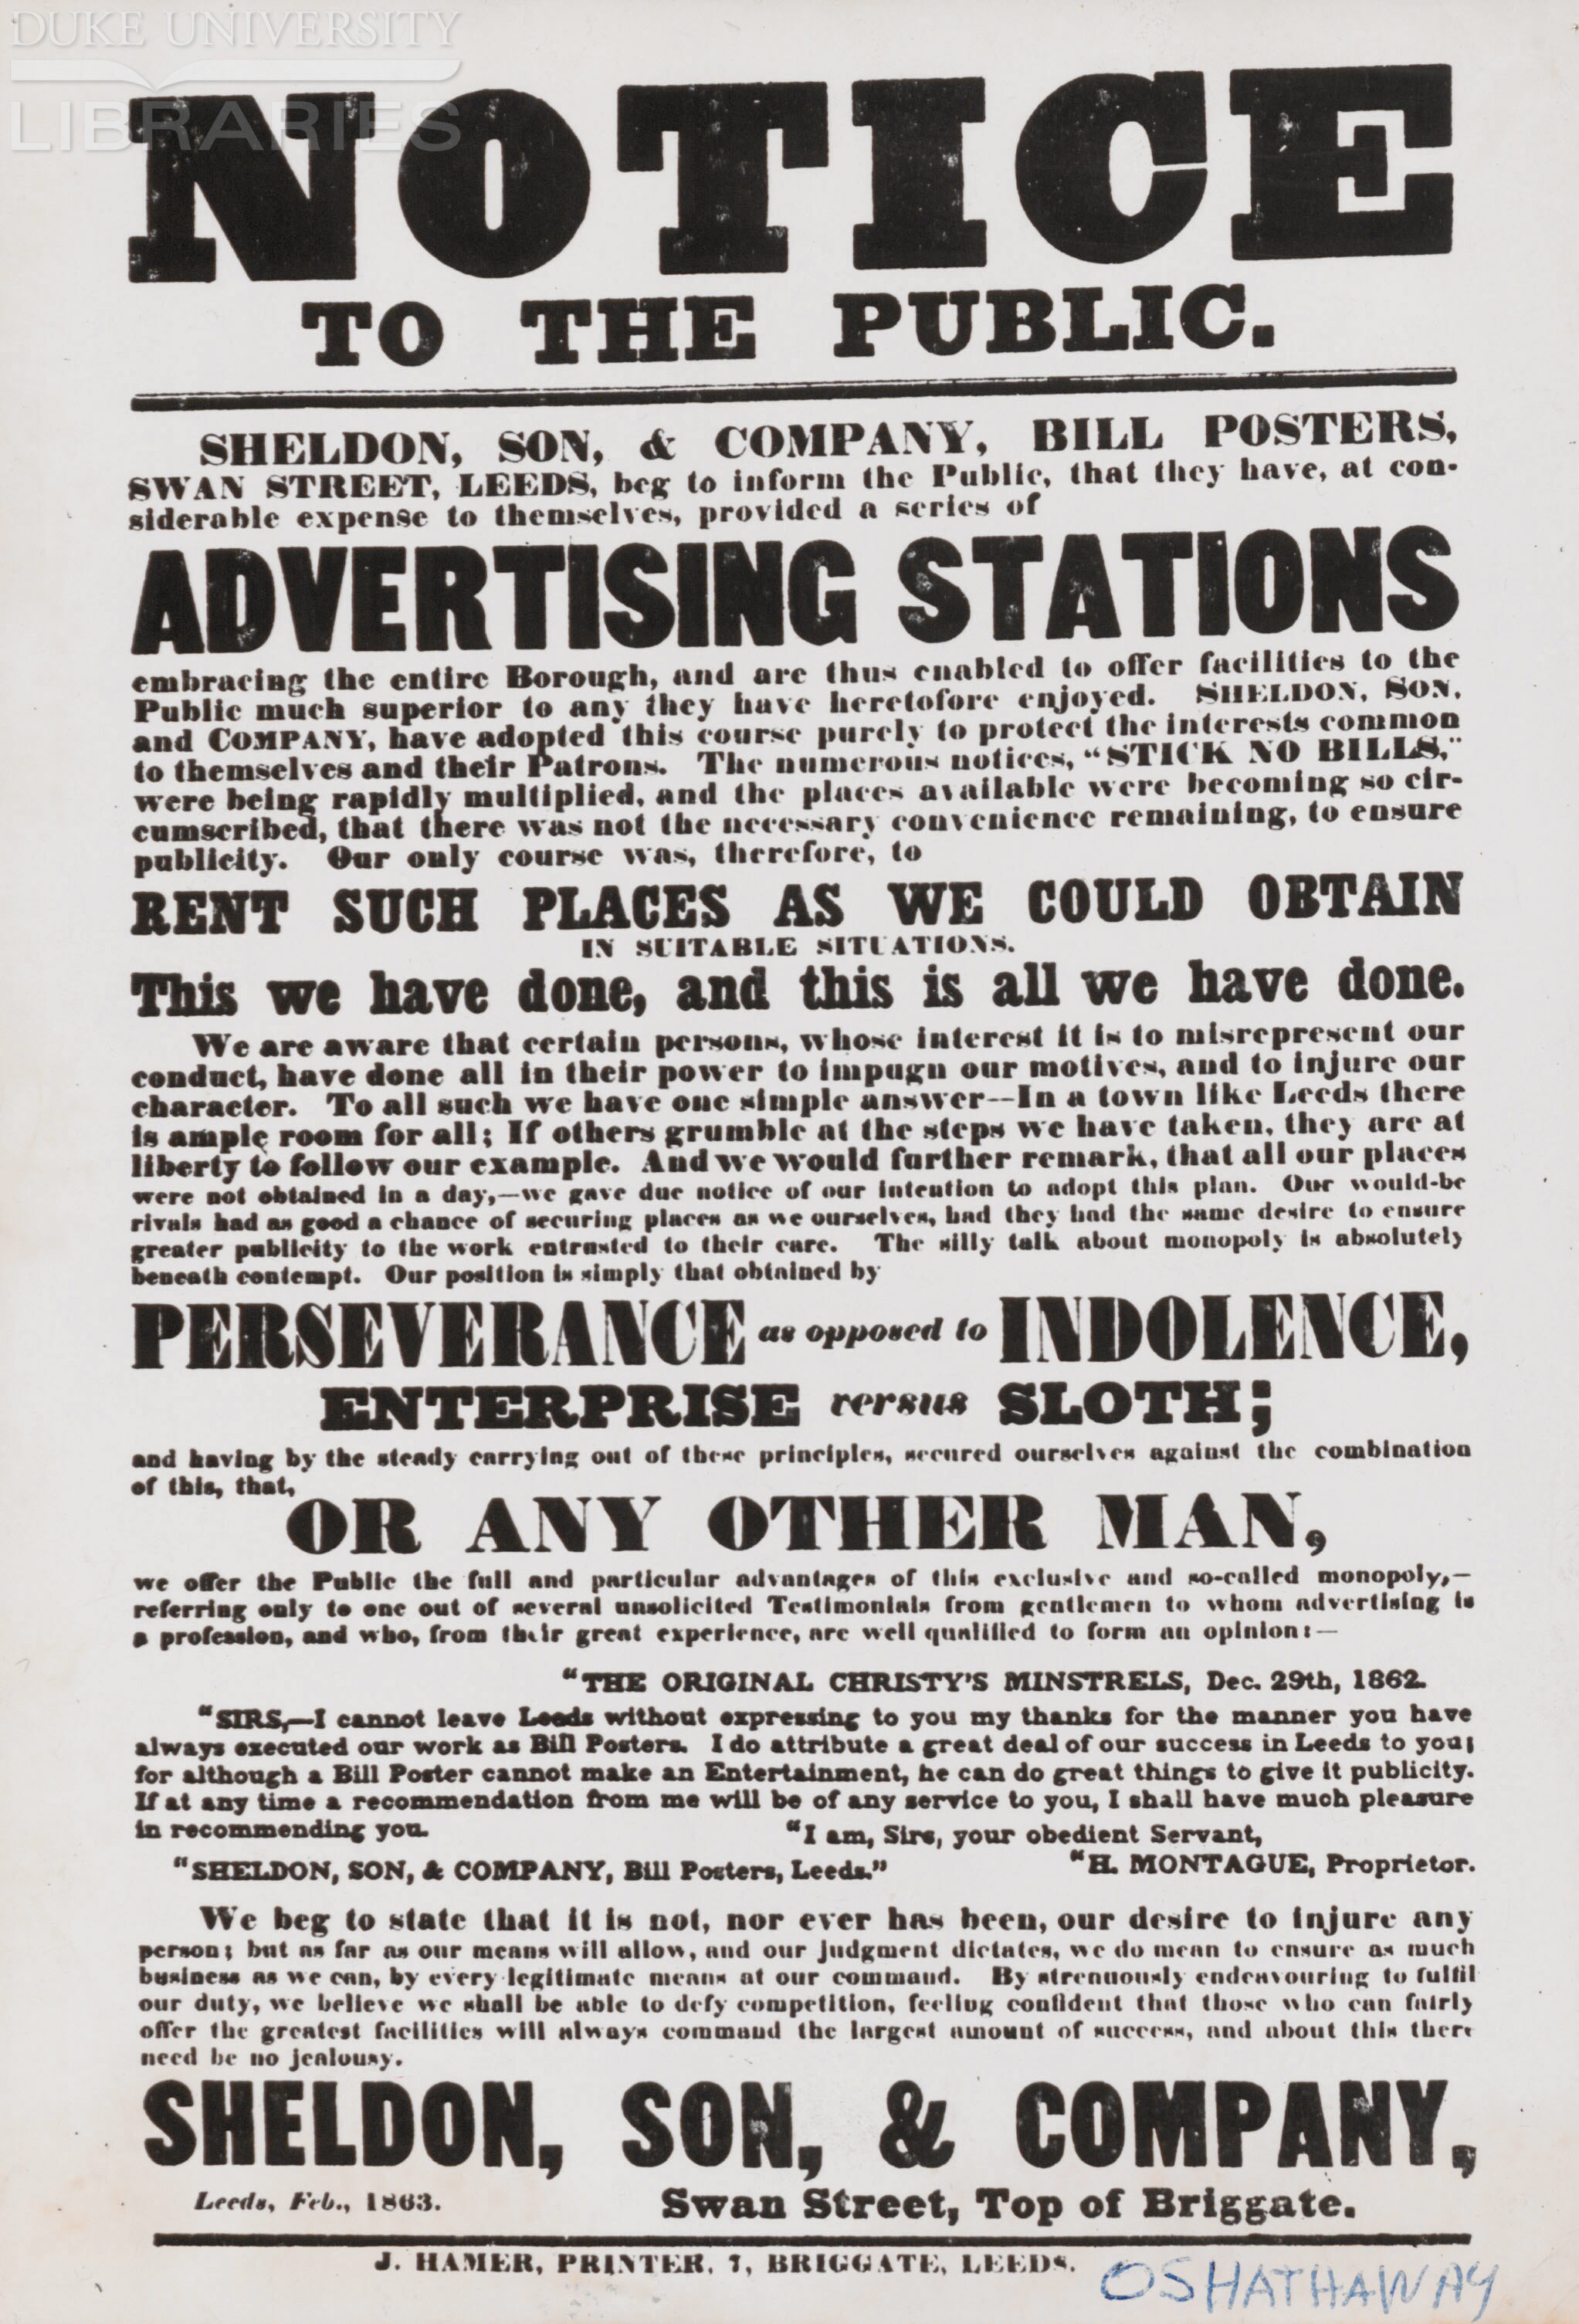 DUKE UNIVERSITY
LIBRARIES
NOTICE
TO THE PUBLIC.
SHELDON, SON, & COMPANY, BILL POSTERS,
SWAN STREET, LEEDS, beg to inform the Public, that they have, at con-
siderable expense to themselves, provided a series of
ADVERTISING STATIONS
embracing the entire Borough, and are thus enabled to offer facilities to the
Public much superior to any they have heretofore enjoyed. SHELDON, SON,
and COMPANY, have adopted this course purely to protect the interests common
to themselves and their Patrons. The numerous notices, "STICK NO BILLS,"
were being rapidly multiplied, and the places available were becoming so cir-
cumscribed, that there was not the necessary convenience remaining, to ensure
publicity. Our only course was, therefore, to
RENT SUCH PLACES AS WE COULD OBTAIN
IN SUITABLE SITUATIONS.
This we have done, and this is all we have done.
We are aware that certain persons, whose interest it is to misrepresent our
conduct, have done all in their power to impugn our motives, and to injure our
character. To all such we have one simple answer--In a town like Leeds there
is ample room for all; If others grumble at the steps we have taken, they are at
liberty to follow our example. And we would further remark, that all our places
were not obtained in a day,—we gave due notice of our intention to adopt this plan. Our would-be
rivals had as good a chance of securing places as we ourselves, had they had the same desire to ensure
greater publicity to the work entrusted to their care. The silly talk about monopoly is absolutely
beneath contempt. Our position is simply that obtained by
PERSEVERANCE as opposed to INDOLENCE,
ENTERPRISE versus SLOTH;
and having by the steady carrying out of these principles, secured ourselves against the combination
of this, that,
OR ANY OTHER MAN,
we offer the Public the full and particular advantages of this exclusive and so-called monopoly,—
referring only to one out of several unsolicited Testimonials from gentlemen to whom advertising is
a profession, and who, from their great experience, are well qualified to form an opinion:—
"THE ORIGINAL CHRISTY'S MINSTRELS, Dec. 29th, 1862.
"SIRS,—I cannot leave Leeds without expressing to you my thanks for the manner you have
always executed our work as Bill Posters. I do attribute a great deal of our success in Leeds to you;
for although a Bill Poster cannot make an Entertainment, he can do great things to give it publicity.
If at any time a recommendation from me will be of any service to you, I shall have much pleasure
in recommending you. "I am, Sirs, your obedient Servant,
"SHELDON, SON, & COMPANY, Bill Posters, Leeds." "H. MONTAGUE, Proprietor.
We beg to state that it is not, nor ever has been, our desire to injure any
person; but as far as our means will allow, and our judgment dictates, we do mean to ensure as much
business as we can, by every legitimate means at our command. By strenuously endeavouring to fulfil
our duty, we believe we shall be able to defy competition, feeling confident that those who can fairly
offer the greatest facilities will always command the largest amount of success, and about this there
need be no jealousy.
SHELDON, SON, & COMPANY,
Leeds, Feb., 1863. Swan Street, Top of Briggate.
J. HAMER, PRINTER, 7, BRIGGATE, LEEDS.
OSHATHAWAY